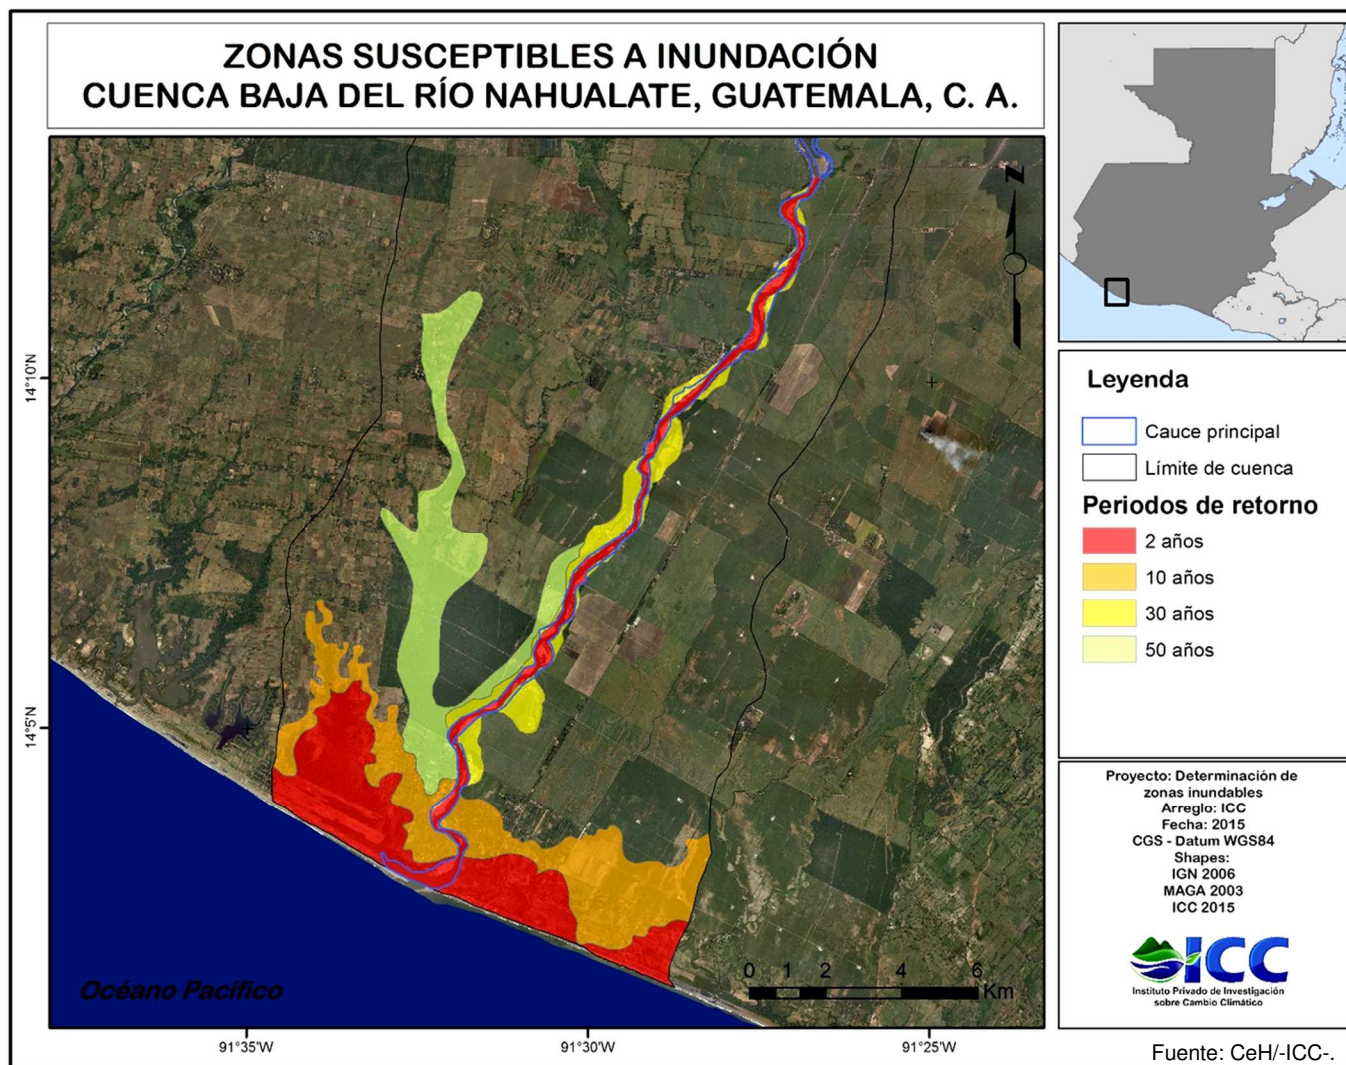 ZONAS SUSCEPTIBLES A INUNDACIÓN
CUENCA BAJA DEL RÍO NAHUALATE, GUATEMALA, C. A.
N
14°10'N
14°5'N
Océano Pacífico
0 1 2 4 6
Km
91°35'W 91°30'W 91°25'W
Leyenda
Cauce principal
Límite de cuenca
Periodos de retorno
2 años
10 años
30 años
50 años
Proyecto: Determinación de
zonas inundables
Arreglo: ICC
Fecha: 2015
CGS - Datum WGS84
Shapes:
IGN 2006
MAGA 2003
ICC 2015
ICC
Instituto Privado de Investigación
sobre Cambio Climático
Fuente: CeH/-ICC-.